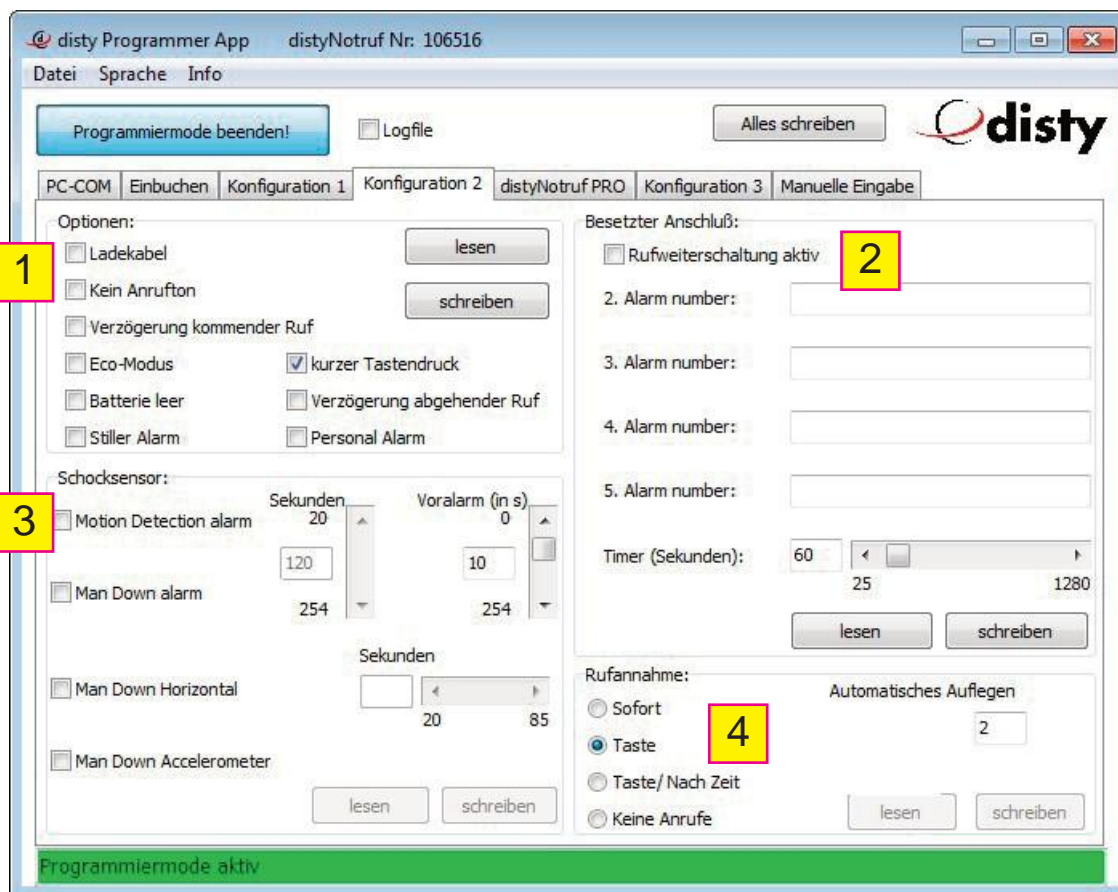 disty Programmer App distyNotruf Nr: 106516
Datei Sprache Info
Programmiermode beenden!
Logfile
Alles schreiben
disty
PC-COM Einbuchen Konfiguration 1 Konfiguration 2 distyNotruf PRO Konfiguration 3 Manuelle Eingabe
Optionen:
1
Ladekabel
lesen
Kein Anrufton
schreiben
Verzögerung kommender Ruf
Eco-Modus
kurzer Tastendruck
Batterie leer
Verzögerung abgehender Ruf
Stiller Alarm
Personal Alarm
Besetzter Anschluß:
Rufweiterschaltung aktiv
2
2. Alarm number:
3. Alarm number:
4. Alarm number:
5. Alarm number:
Timer (Sekunden):
60
25
1280
lesen
schreiben
Schocksensor:
3
Motion Detection alarm
Sekunden
20
120
254
Voralarm (in s)
0
10
254
Man Down alarm
Sekunden
Man Down Horizontal
20
85
Man Down Accelerometer
lesen
schreiben
Rufannahme:
4
Sofort
Taste
Taste/ Nach Zeit
Keine Anrufe
Automatisches Auflegen
2
lesen
schreiben
Programmiermode aktiv